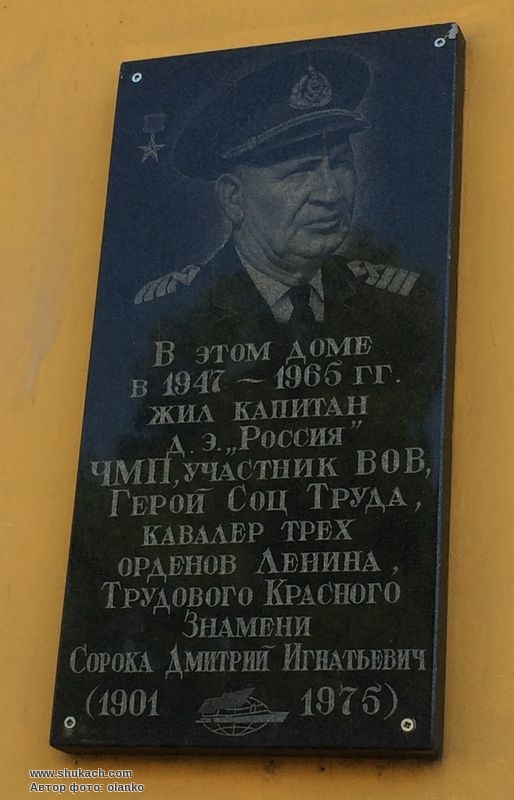 В ЭТОМ ДОМЕ
В 1947 – 1965 ГГ.
ЖИЛ КАПИТАН
Д. Э. „РОССИЯ"
ЧМП, УЧАСТНИК ВОВ,
ГЕРОЙ СОЦ ТРУДА,
КАВАЛЕР ТРЕХ
ОРДЕНОВ ЛЕНИНА,
ТРУДОВОГО КРАСНОГО
ЗНАМЕНИ
СОРОКА ДМИТРИЙ ИГНАТЬЕВИЧ
(1901 1975)
www.shukach.com
Автор фото: olanko